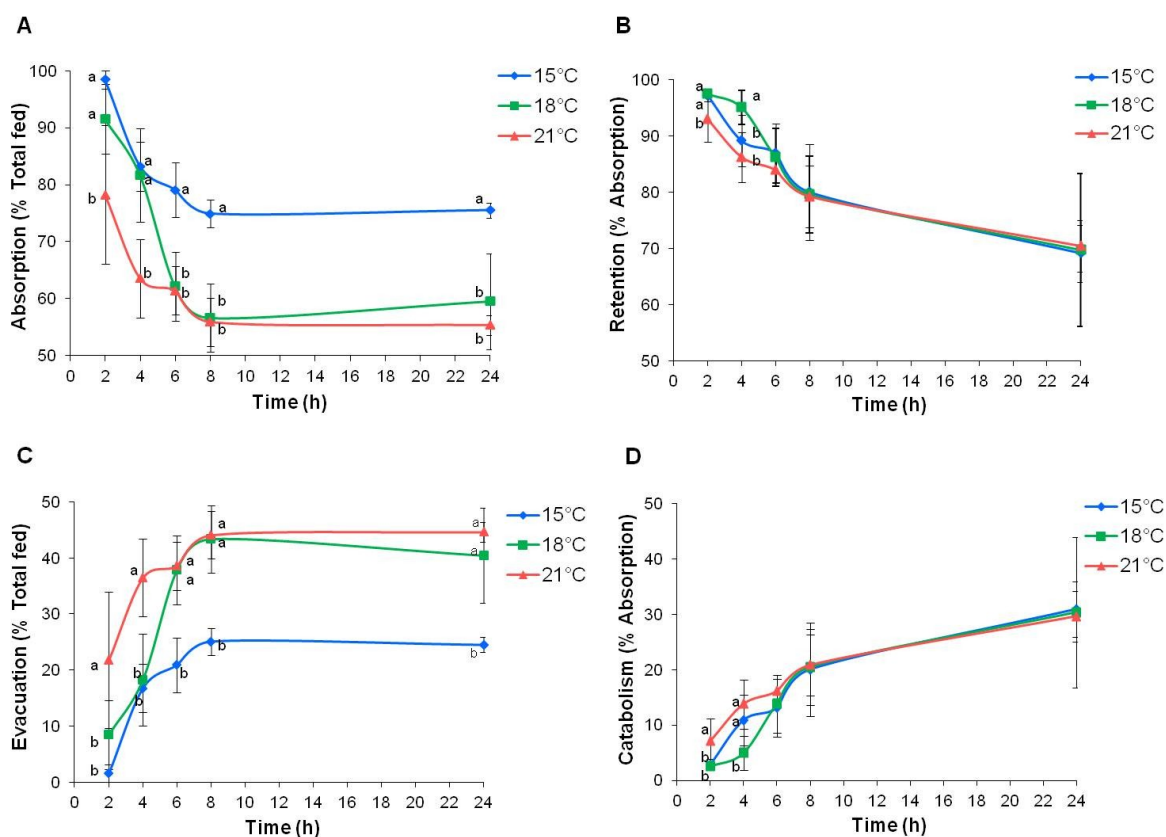 A
Absorption (% Total fed)
100
90
80
70
60
50
0 2 4 6 8 10 12 14 16 18 20 22 24
Time (h)
15°C
18°C
21°C
a
a
b
a
a
b
a
b
b
a
b
b
a
b
b
B
Retention (% Absorption)
100
90
80
70
60
50
0 2 4 6 8 10 12 14 16 18 20 22 24
Time (h)
15°C
18°C
21°C
a
a
b
a
b
b
C
Evacuation (% Total fed)
50
40
30
20
10
0
0 2 4 6 8 10 12 14 16 18 20 22 24
Time (h)
15°C
18°C
21°C
a
b
b
a
b
b
a
a
b
a
a
b
a
a
b
D
Catabolism (% Absorption)
50
40
30
20
10
0
0 2 4 6 8 10 12 14 16 18 20 22 24
Time (h)
15°C
18°C
21°C
a
b
b
a
a
b